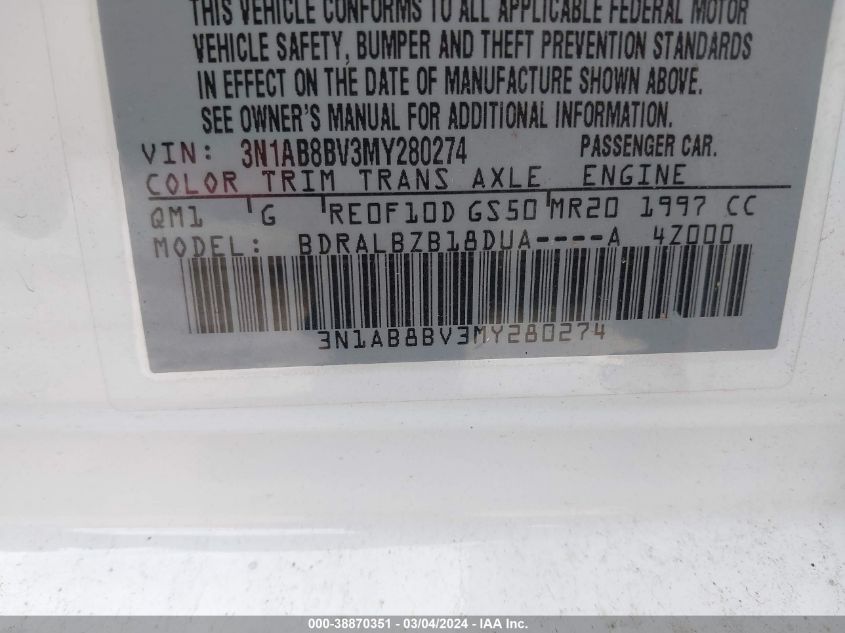 THIS VEHICLE CONFORMS TO ALL APPLICABLE FEDERAL MOTOR
VEHICLE SAFETY, BUMPER AND THEFT PREVENTION STANDARDS
IN EFFECT ON THE DATE OF MANUFACTURE SHOWN ABOVE.
SEE OWNER'S MANUAL FOR ADDITIONAL INFORMATION.
VIN: 3N1AB8BV3MY280274 PASSENGER CAR.
COLOR TRIM TRANS AXLE ENGINE
QM1 G RE0F10D GS50 MR20 1997 CC
MODEL: BDRALBZB18DUA----A 4Z000
3N1AB8BV3MY280274
000-38870351 - 03/04/2024 - IAA Inc.